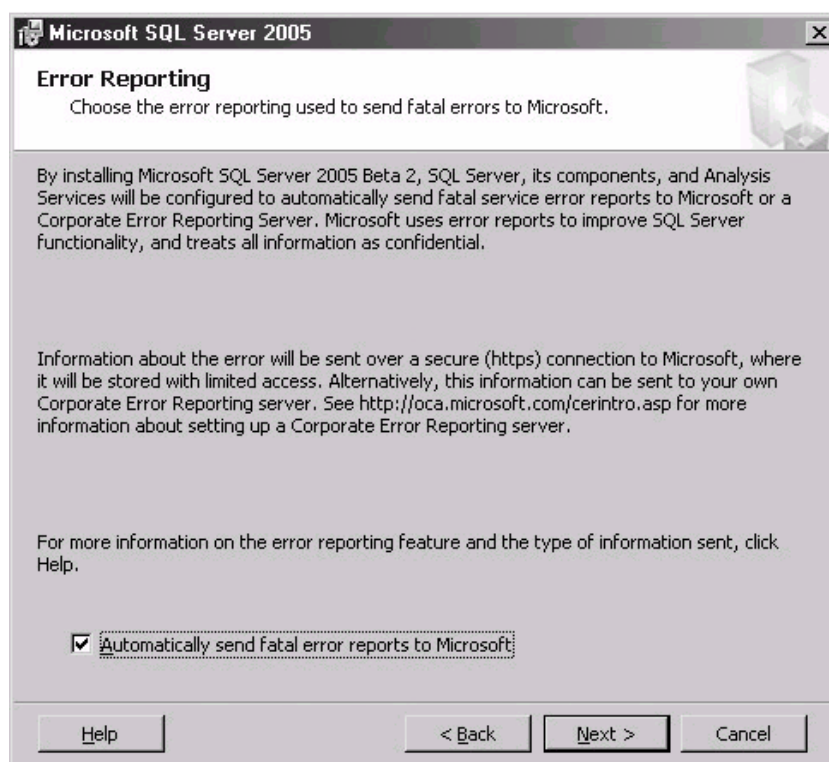 Microsoft SQL Server 2005
Error Reporting
Choose the error reporting used to send fatal errors to Microsoft.
By installing Microsoft SQL Server 2005 Beta 2, SQL Server, its components, and Analysis
Services will be configured to automatically send fatal service error reports to Microsoft or a
Corporate Error Reporting Server. Microsoft uses error reports to improve SQL Server
functionality, and treats all information as confidential.
Information about the error will be sent over a secure (https) connection to Microsoft, where
it will be stored with limited access. Alternatively, this information can be sent to your own
Corporate Error Reporting server. See http://oca.microsoft.com/cerintro.asp for more
information about setting up a Corporate Error Reporting server.
For more information on the error reporting feature and the type of information sent, click
Help.
Automatically send fatal error reports to Microsoft
Help
< Back
Next >
Cancel